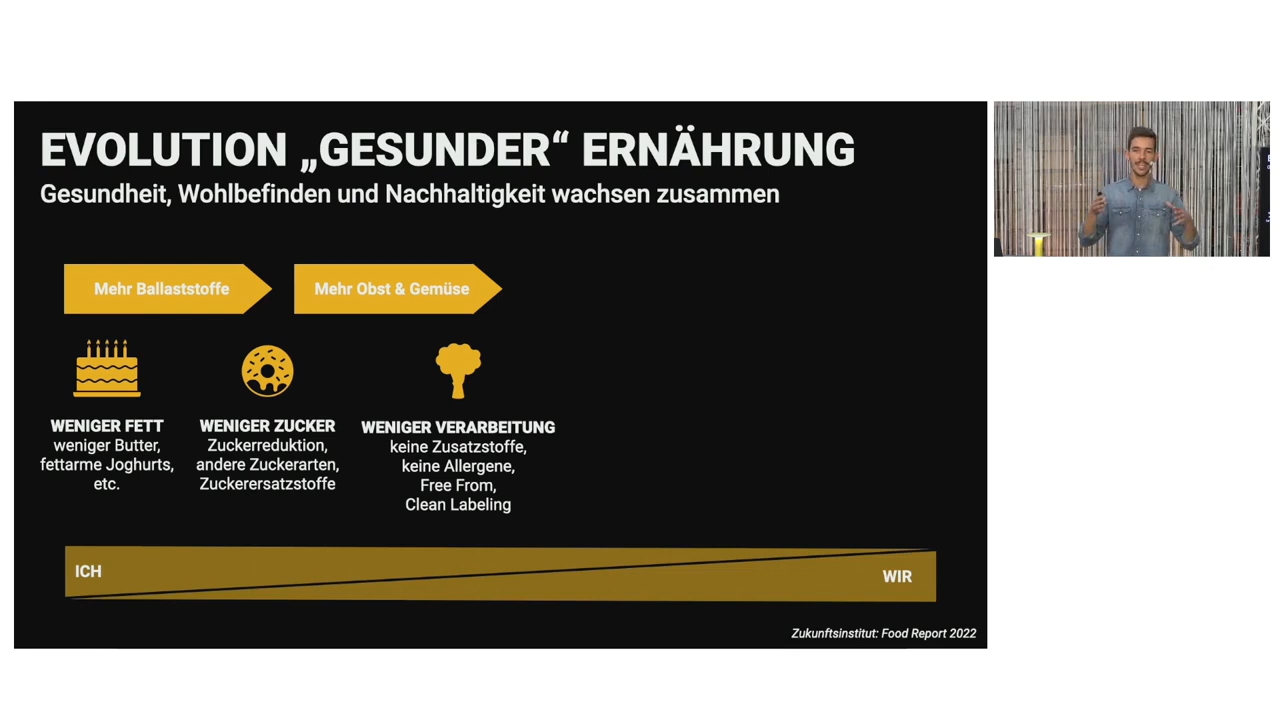 EVOLUTION „GESUNDER“ ERNÄHRUNG
Gesundheit, Wohlbefinden und Nachhaltigkeit wachsen zusammen
Mehr Ballaststoffe
Mehr Obst & Gemüse
WENIGER FETT
weniger Butter,
fettarme Joghurts,
etc.
WENIGER ZUCKER
Zuckerreduktion,
andere Zuckerarten,
Zuckerersatzstoffe
WENIGER VERARBEITUNG
keine Zusatzstoffe,
keine Allergene,
Free From,
Clean Labeling
ICH
WIR
Zukunftsinstitut: Food Report 2022